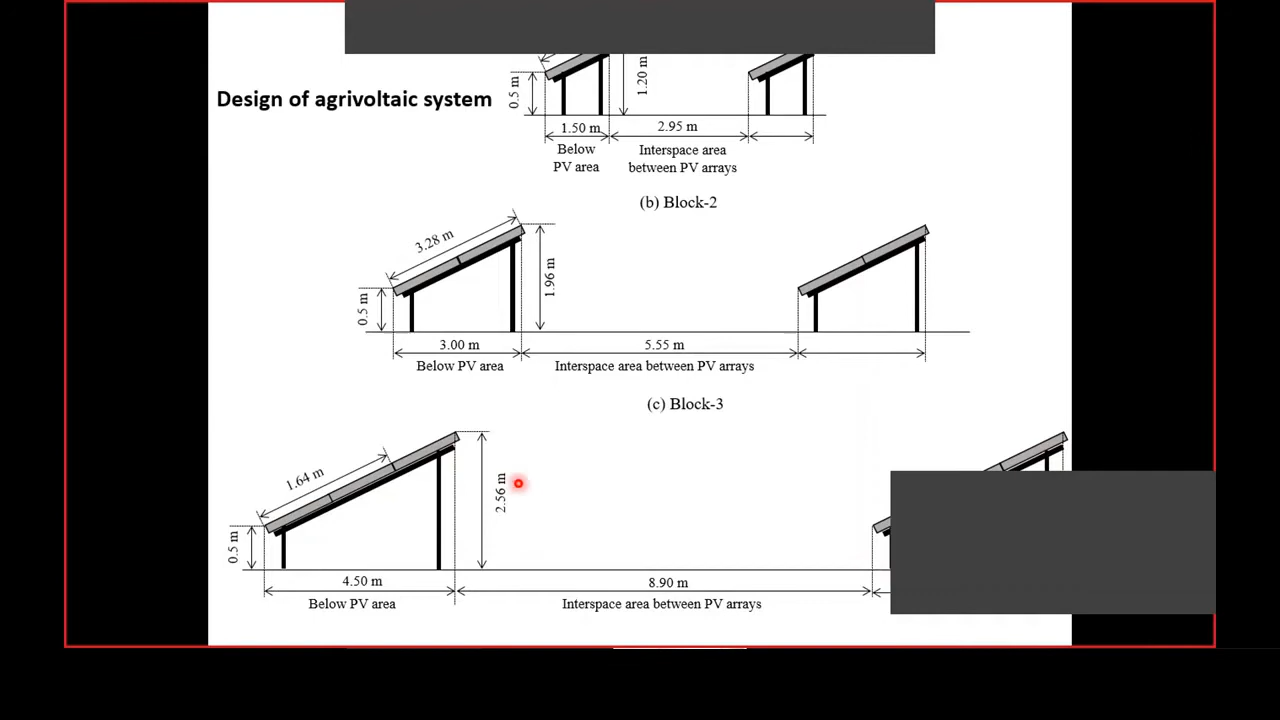 Design of agrivoltaic system
0.5 m
1.20 m
1.50 m
2.95 m
Below
PV area
Interspace area
between PV arrays
(b) Block-2
3.28 m
0.5 m
1.96 m
3.00 m
5.55 m
Below PV area
Interspace area between PV arrays
(c) Block-3
1.64 m
0.5 m
2.56 m
4.50 m
8.90 m
Below PV area
Interspace area between PV arrays